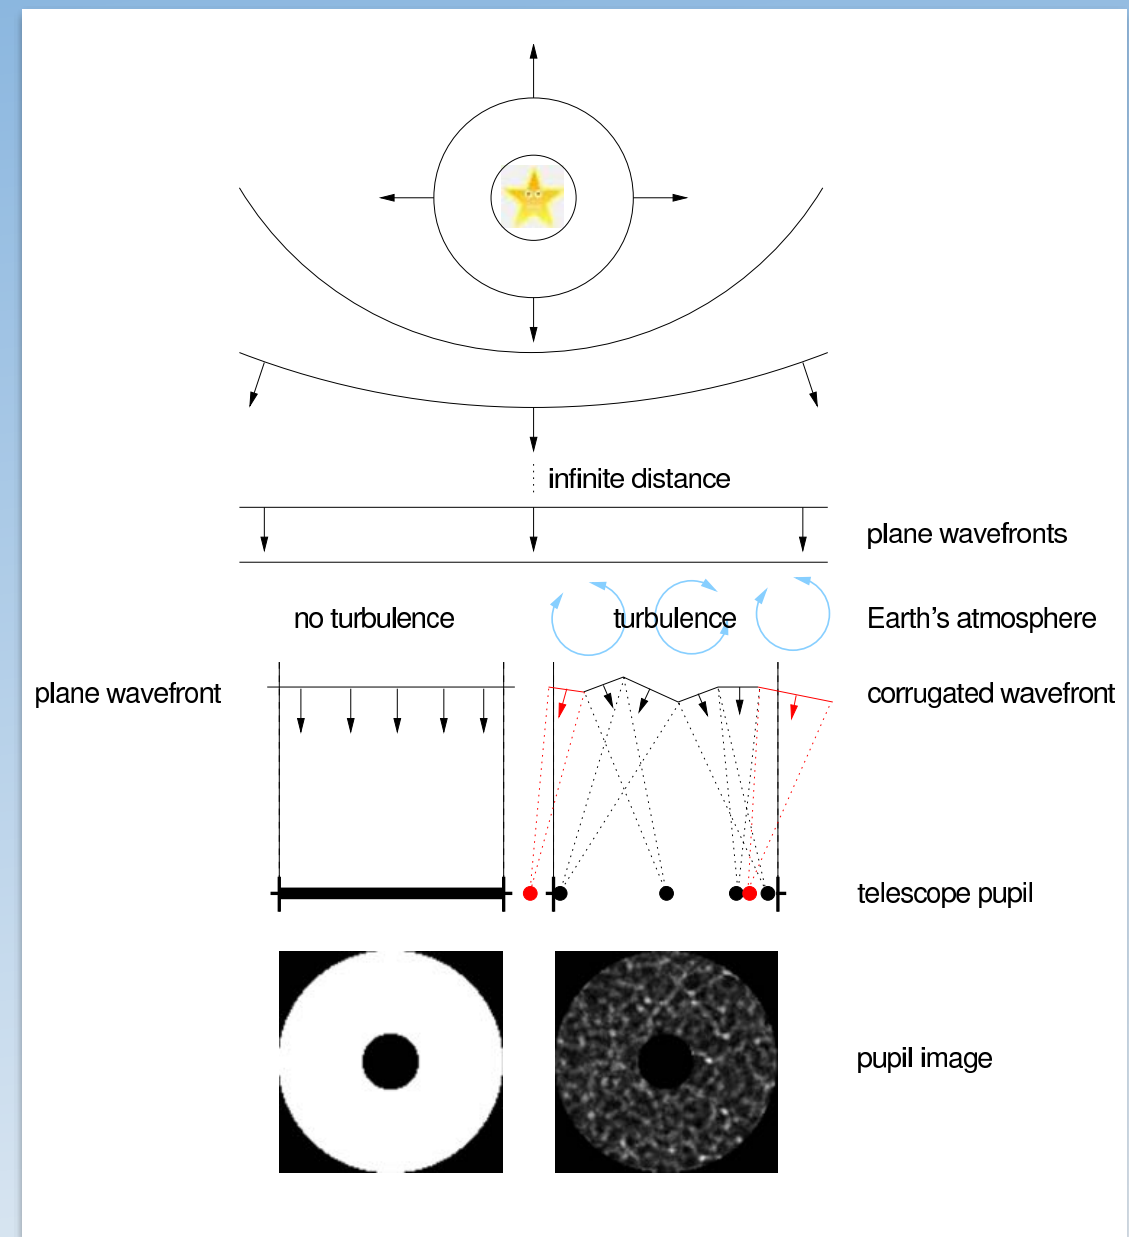 infinite distance
plane wavefronts
no turbulence
turbulence
Earth's atmosphere
plane wavefront
corrugated wavefront
telescope pupil
pupil image